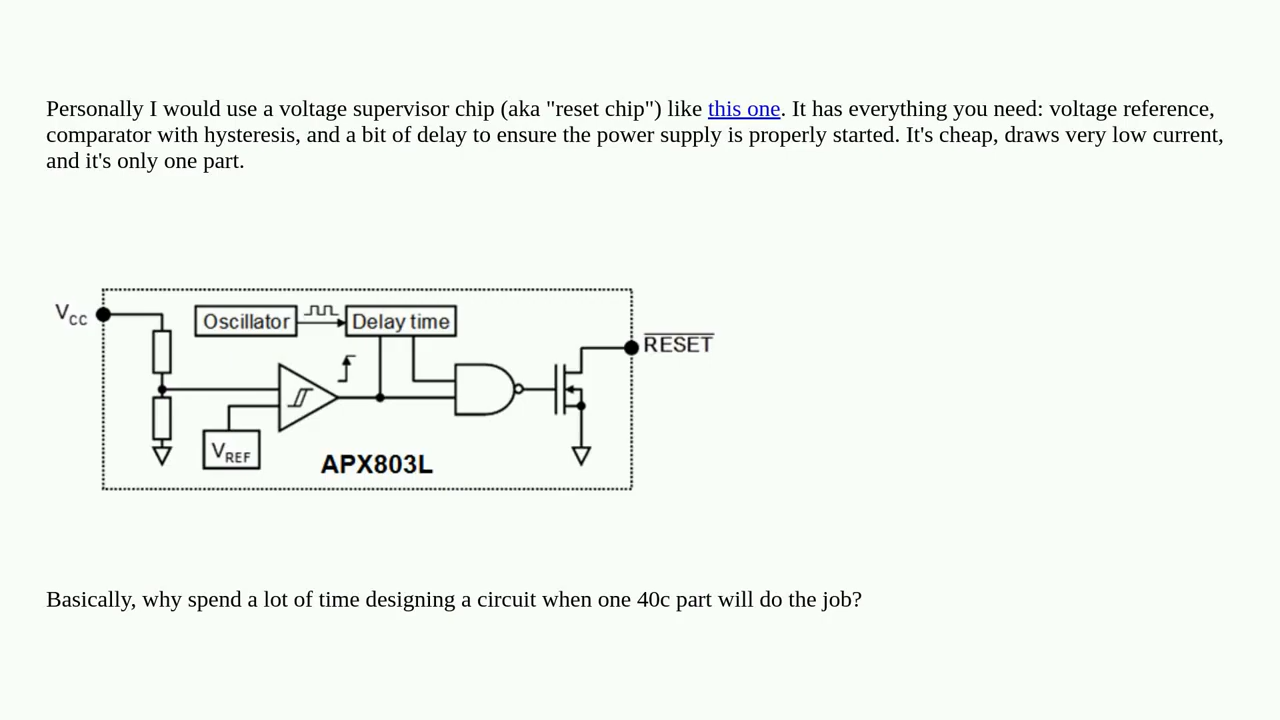 Personally I would use a voltage supervisor chip (aka "reset chip") like this one. It has everything you need: voltage reference,
comparator with hysteresis, and a bit of delay to ensure the power supply is properly started. It's cheap, draws very low current,
and it's only one part.
VCC
Oscillator
Delay time
RESET
VREF
APX803L
Basically, why spend a lot of time designing a circuit when one 40c part will do the job?